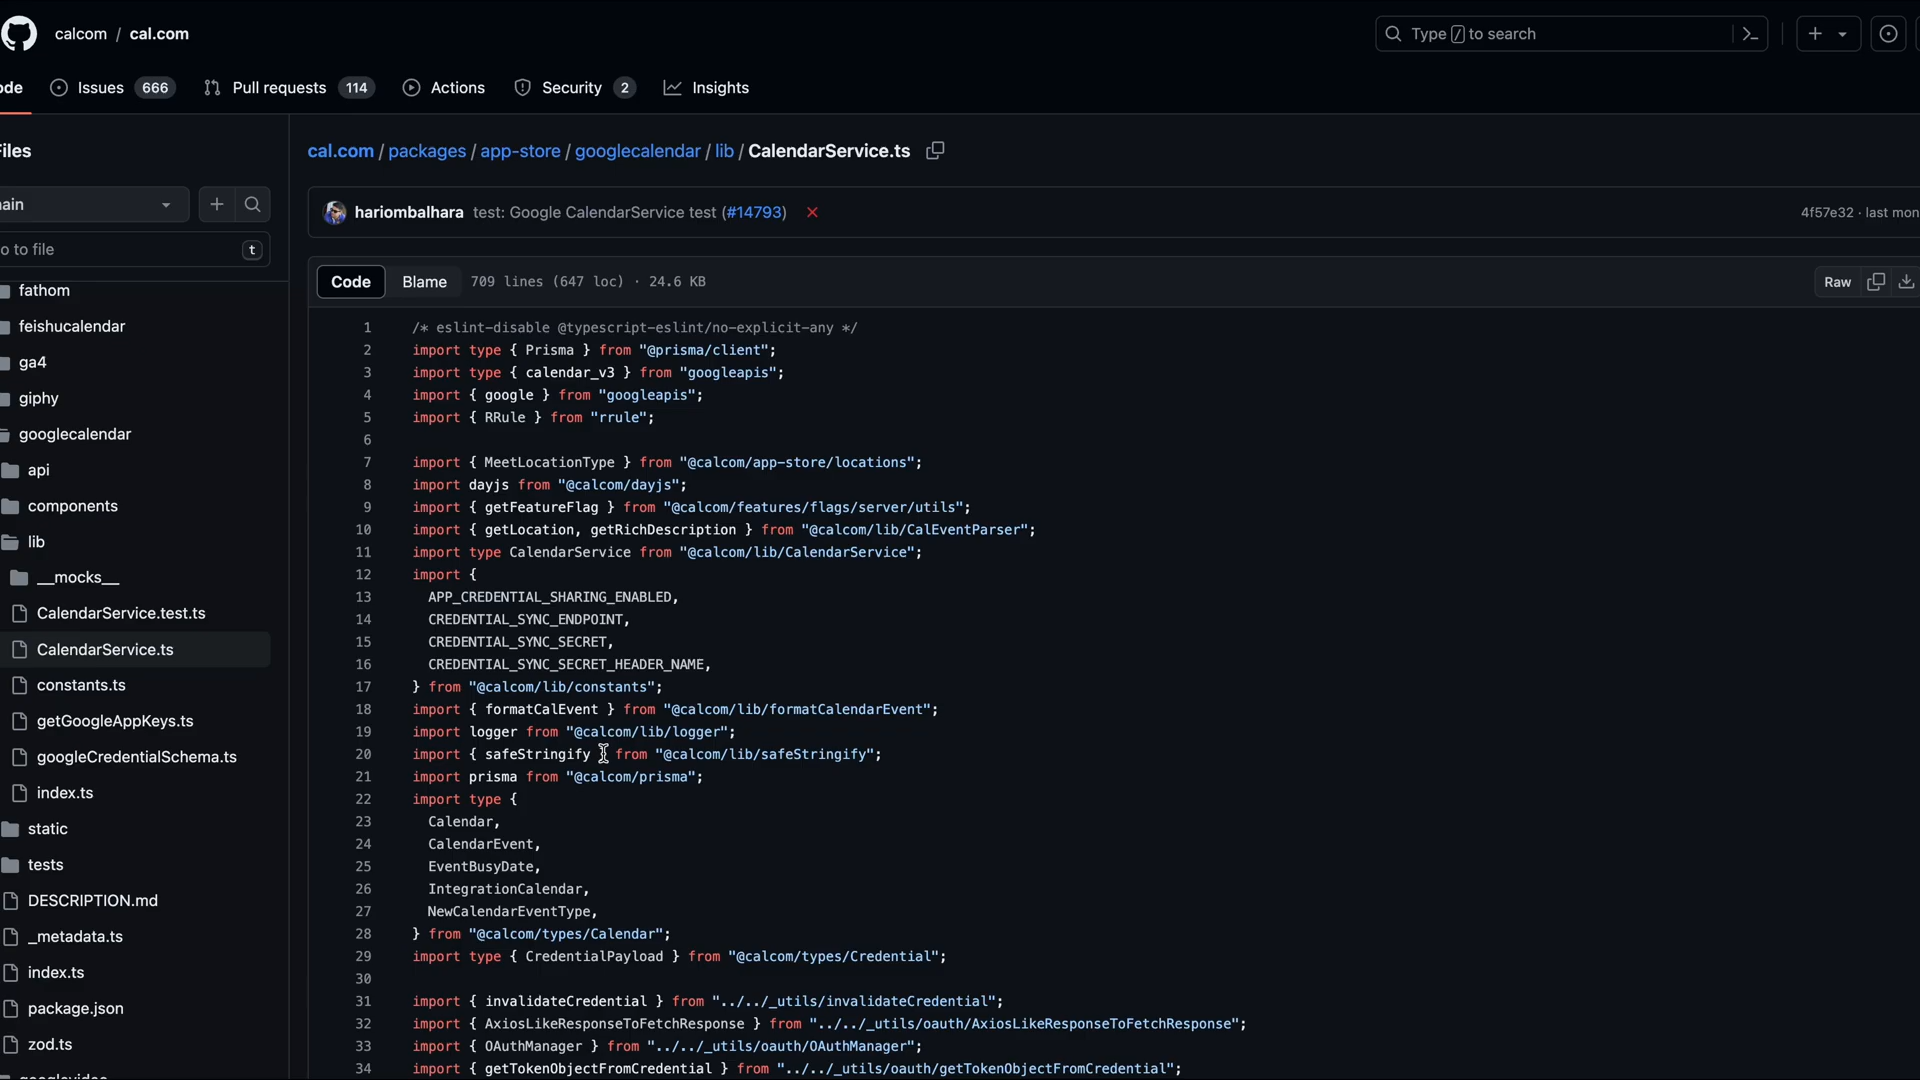 calcom / cal.com
Type / to search
ode
Issues 666
Pull requests 114
Actions
Security 2
Insights
Files
cal.com / packages / app-store / googlecalendar / lib / CalendarService.ts
ain
hariombalhara test: Google CalendarService test (#14793)
4f57e32 · last mon
o to file
t
Code
Blame
709 lines (647 loc) · 24.6 KB
Raw
fathom
feishucalendar
ga4
giphy
googlecalendar
api
components
lib
__mocks__
CalendarService.test.ts
CalendarService.ts
constants.ts
getGoogleAppKeys.ts
googleCredentialSchema.ts
index.ts
static
tests
DESCRIPTION.md
_metadata.ts
index.ts
package.json
zod.ts
1 /* eslint-disable @typescript-eslint/no-explicit-any */
2 import type { Prisma } from "@prisma/client";
3 import type { calendar_v3 } from "googleapis";
4 import { google } from "googleapis";
5 import { RRule } from "rrule";
6
7 import { MeetLocationType } from "@calcom/app-store/locations";
8 import dayjs from "@calcom/dayjs";
9 import { getFeatureFlag } from "@calcom/features/flags/server/utils";
10 import { getLocation, getRichDescription } from "@calcom/lib/CalEventParser";
11 import type CalendarService from "@calcom/lib/CalendarService";
12 import {
13 APP_CREDENTIAL_SHARING_ENABLED,
14 CREDENTIAL_SYNC_ENDPOINT,
15 CREDENTIAL_SYNC_SECRET,
16 CREDENTIAL_SYNC_SECRET_HEADER_NAME,
17 } from "@calcom/lib/constants";
18 import { formatCalEvent } from "@calcom/lib/formatCalendarEvent";
19 import logger from "@calcom/lib/logger";
20 import { safeStringify } from "@calcom/lib/safeStringify";
21 import prisma from "@calcom/prisma";
22 import type {
23 Calendar,
24 CalendarEvent,
25 EventBusyDate,
26 IntegrationCalendar,
27 NewCalendarEventType,
28 } from "@calcom/types/Calendar";
29 import type { CredentialPayload } from "@calcom/types/Credential";
30
31 import { invalidateCredential } from "../../_utils/invalidateCredential";
32 import { AxiosLikeResponseToFetchResponse } from "../../_utils/oauth/AxiosLikeResponseToFetchResponse";
33 import { OAuthManager } from "../../_utils/oauth/OAuthManager";
34 import { getTokenObjectFromCredential } from "../../_utils/oauth/getTokenObjectFromCredential";